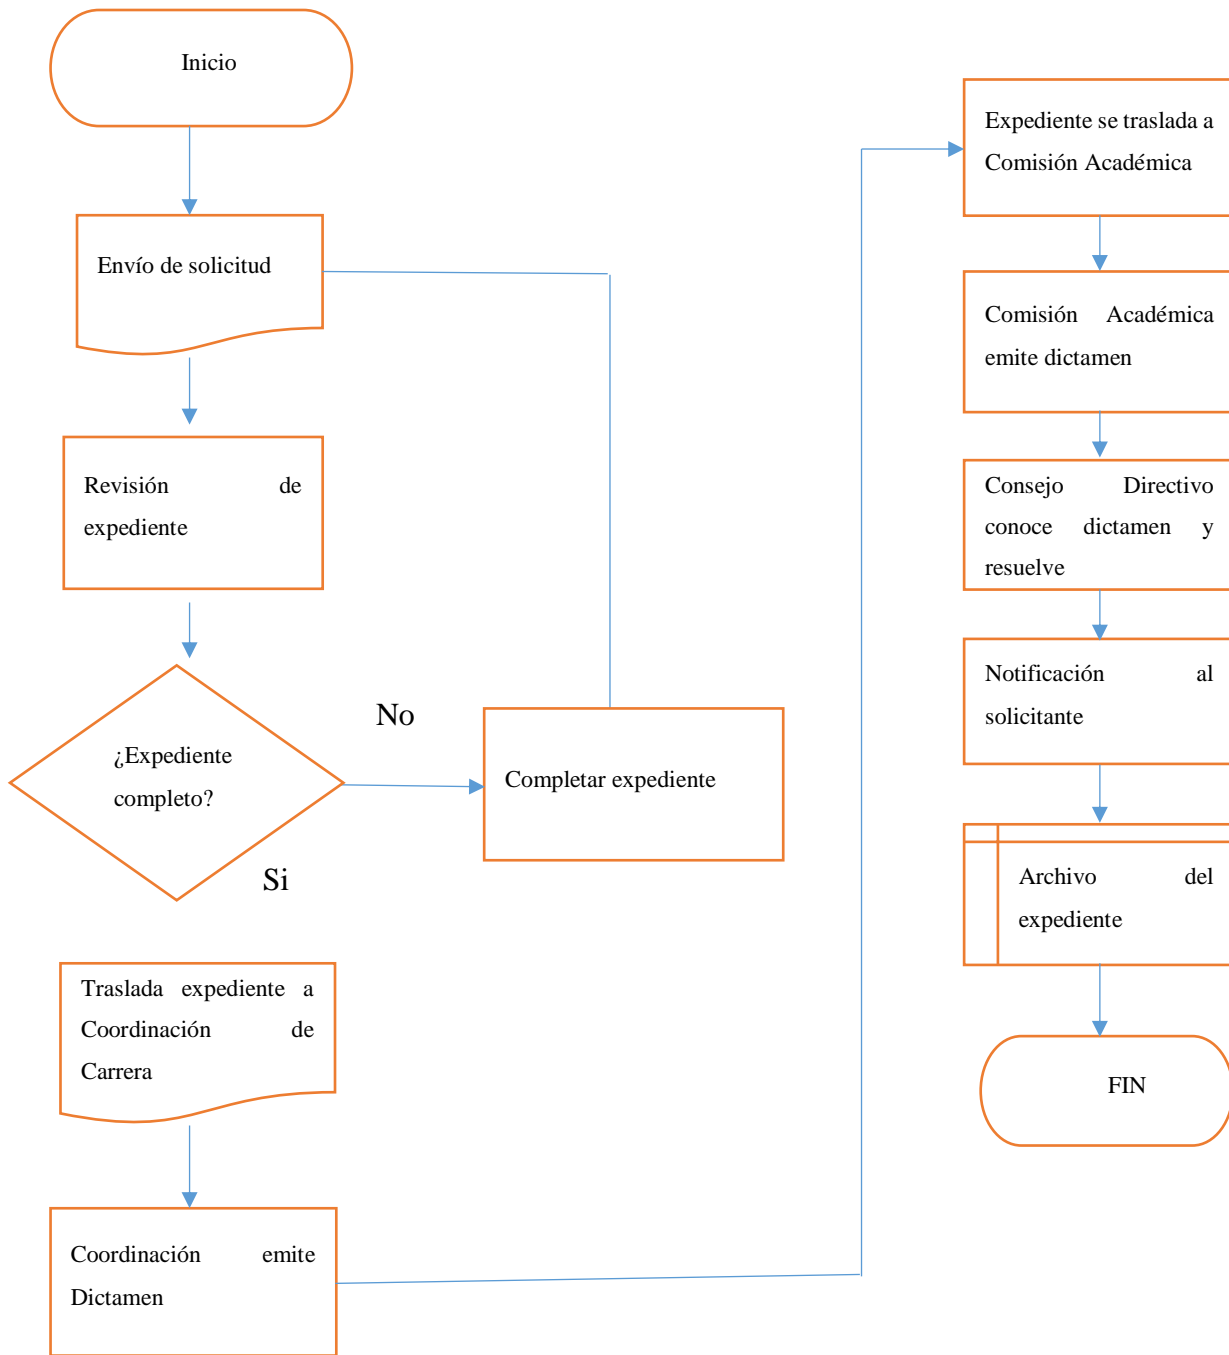 Inicio
Envío de solicitud
Revisión de
expediente
¿Expediente
completo?
No
Completar expediente
Si
Traslada expediente a
Coordinación de
Carrera
Coordinación emite
Dictamen
Expediente se traslada a
Comisión Académica
Comisión Académica
emite dictamen
Consejo Directivo
conoce dictamen y
resuelve
Notificación al
solicitante
Archivo del
expediente
FIN